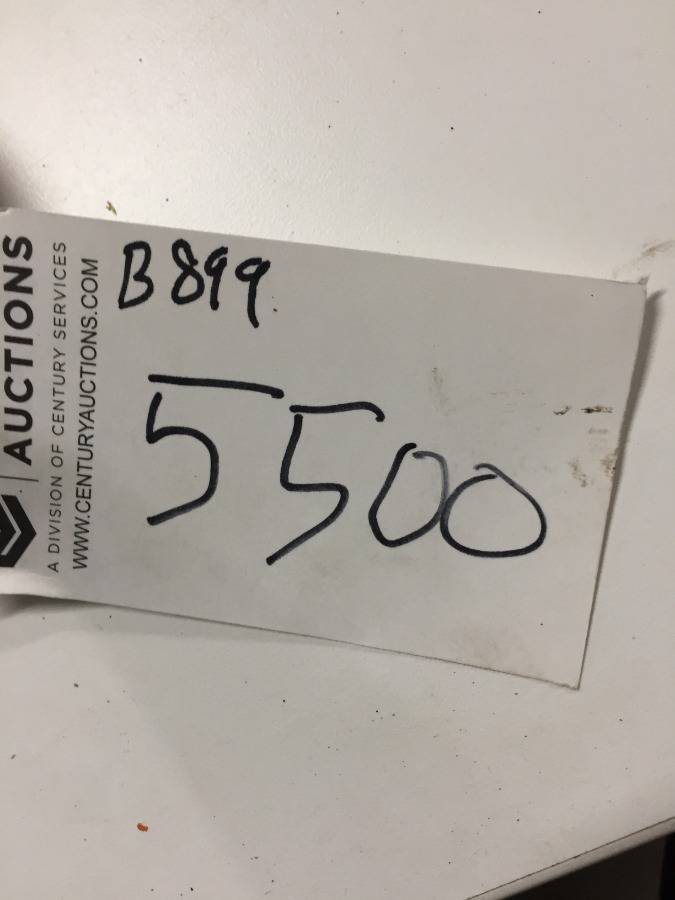 AUCTIONS
A DIVISION OF CENTURY SERVICES
WWW.CENTURYAUCTIONS.COM
B899
5500